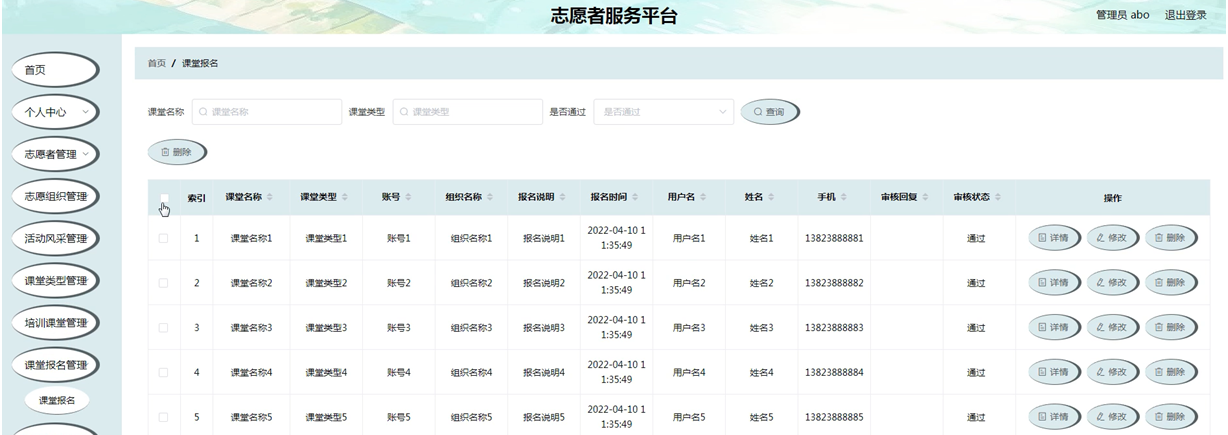 志愿者服务平台
管理员 abo 退出登录
首页
个人中心
志愿者管理
志愿组织管理
活动风采管理
课堂类型管理
培训课堂管理
课堂报名管理
课堂报名
首页 / 课堂报名
课堂名称 课堂名称 课堂类型 课堂类型 是否通过 是否通过 查询
删除
索引 课堂名称 课堂类型 账号 组织名称 报名说明 报名时间 用户名 姓名 手机 审核回复 审核状态 操作
1 课堂名称1 课堂类型1 账号1 组织名称1 报名说明1 2022-04-10 1 用户名1 姓名1 13823888881 通过 详情 修改 删除
1:35:49
2 课堂名称2 课堂类型2 账号2 组织名称2 报名说明2 2022-04-10 1 用户名2 姓名2 13823888882 通过 详情 修改 删除
1:35:49
3 课堂名称3 课堂类型3 账号3 组织名称3 报名说明3 2022-04-10 1 用户名3 姓名3 13823888883 通过 详情 修改 删除
1:35:49
4 课堂名称4 课堂类型4 账号4 组织名称4 报名说明4 2022-04-10 1 用户名4 姓名4 13823888884 通过 详情 修改 删除
1:35:49
5 课堂名称5 课堂类型5 账号5 组织名称5 报名说明5 2022-04-10 1 用户名5 姓名5 13823888885 通过 详情 修改 删除
1:35:49